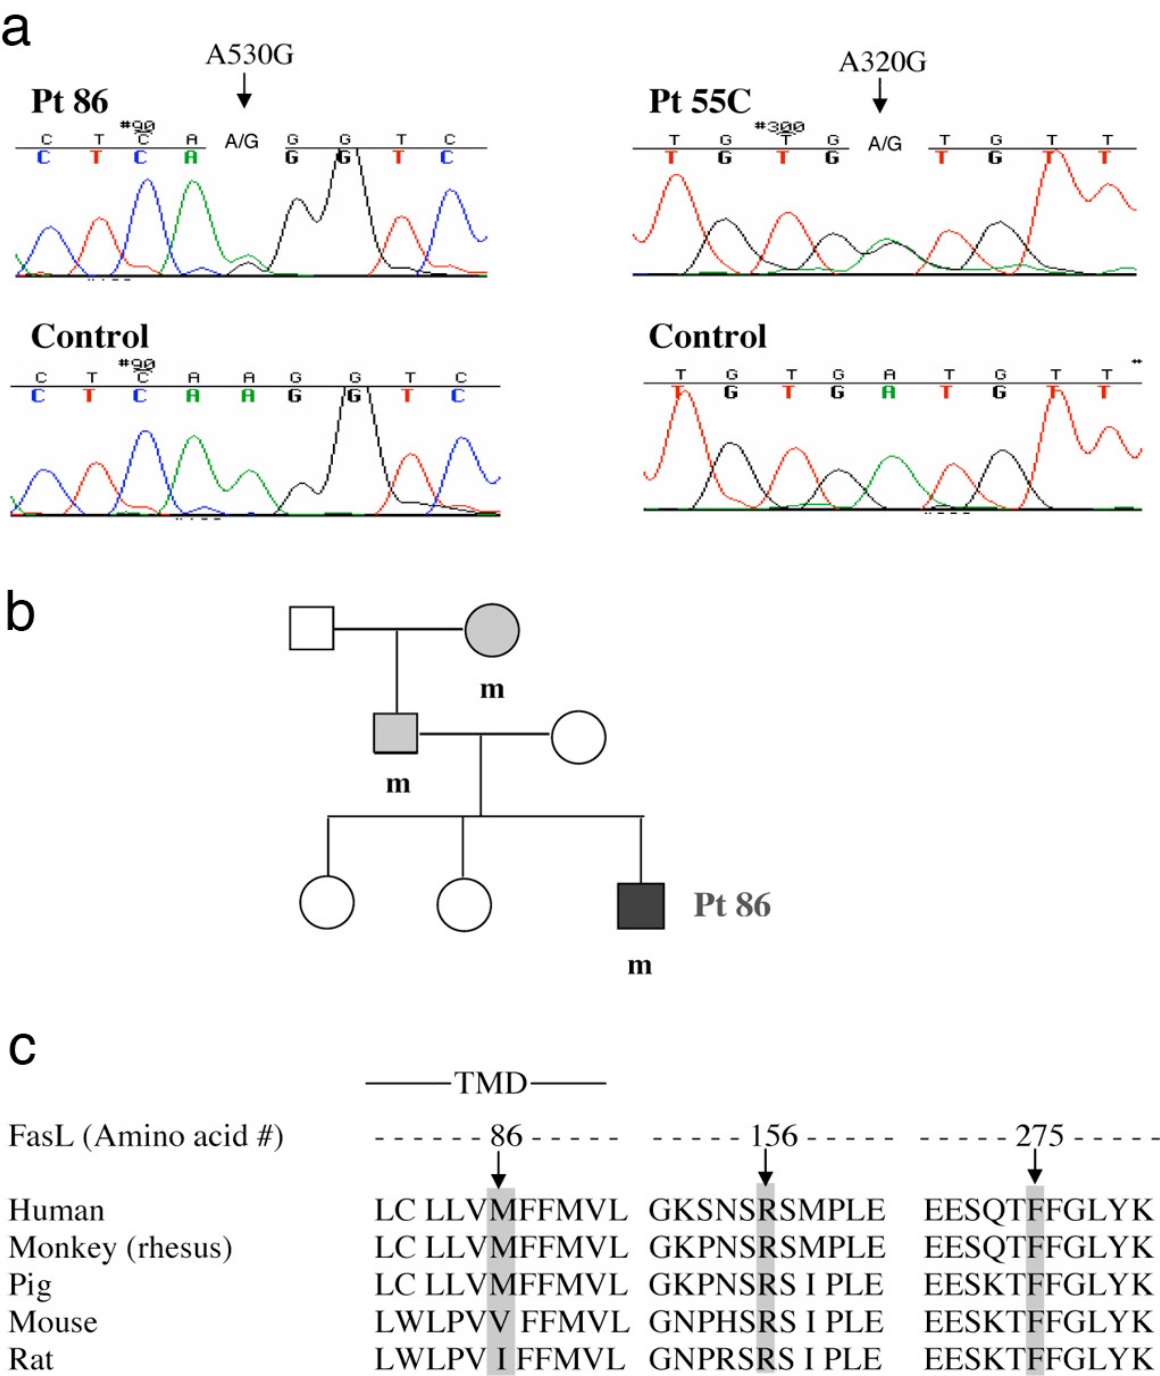 a
A530G
A320G
Pt 86
Pt 55C
#90
C T C A A/G G G T C
C T C A G G T C
#300
T G T G A/G T G T T
T G T G T G T T
Control
Control
#90
C T C A A G G T C
C T C A A G G T C
T G T G A T G T T
T G T G A T G T T
b
m
m
Pt 86
m
c
TMD
FasL (Amino acid #) - - - - - - 86 - - - - - - - - - - 156 - - - - - - - - - - 275 - - - - -
Human LC LLVMFFMVL GKSNSRSMPLE EESQTFFGLYK
Monkey (rhesus) LC LLVMFFMVL GKPNSRSMPLE EESQTFFGLYK
Pig LC LLVMFFMVL GKPNSRS I PLE EESKTFFGLYK
Mouse LWLPVV FFMVL GNPHSRS I PLE EESKTFFGLYK
Rat LWLPV I FFMVL GNPRSRS I PLE EESKTFFGLYK